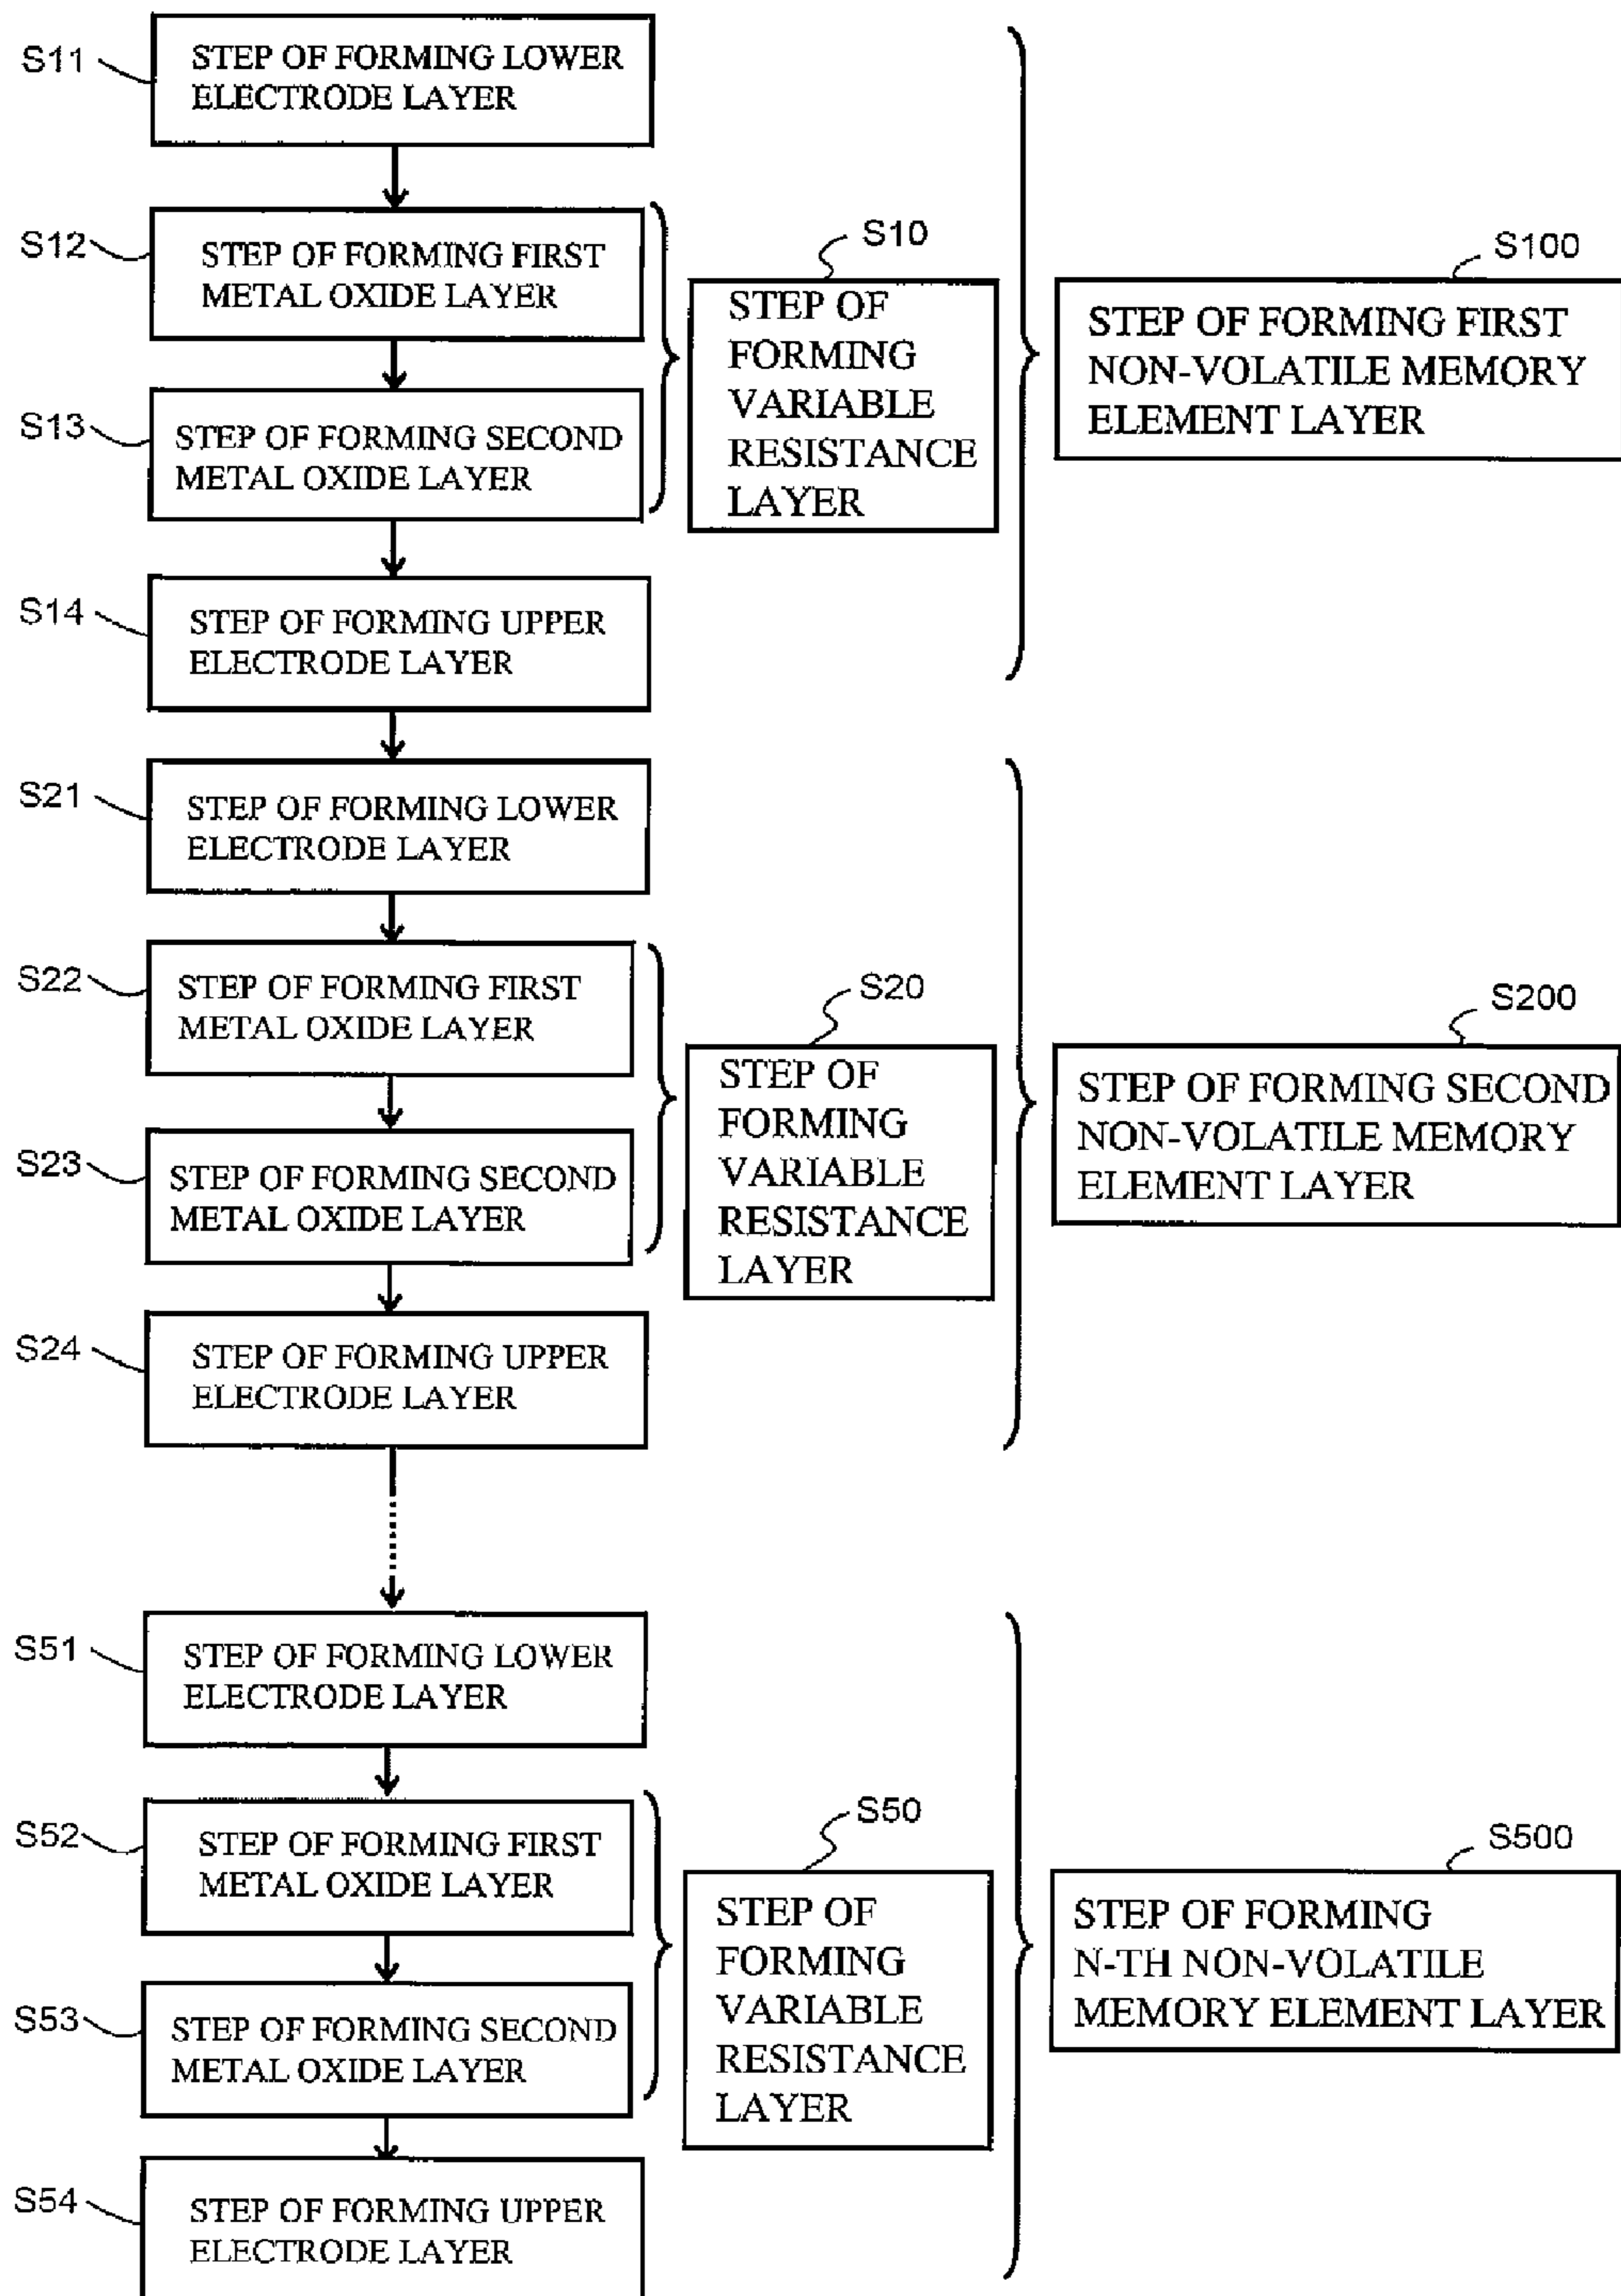 S11
STEP OF FORMING LOWER
ELECTRODE LAYER
S12
STEP OF FORMING FIRST
METAL OXIDE LAYER
S13
STEP OF FORMING SECOND
METAL OXIDE LAYER
S10
STEP OF
FORMING
VARIABLE
RESISTANCE
LAYER
S100
STEP OF FORMING FIRST
NON-VOLATILE MEMORY
ELEMENT LAYER
S14
STEP OF FORMING UPPER
ELECTRODE LAYER
S21
STEP OF FORMING LOWER
ELECTRODE LAYER
S22
STEP OF FORMING FIRST
METAL OXIDE LAYER
S23
STEP OF FORMING SECOND
METAL OXIDE LAYER
S20
STEP OF
FORMING
VARIABLE
RESISTANCE
LAYER
S200
STEP OF FORMING SECOND
NON-VOLATILE MEMORY
ELEMENT LAYER
S24
STEP OF FORMING UPPER
ELECTRODE LAYER
S51
STEP OF FORMING LOWER
ELECTRODE LAYER
S52
STEP OF FORMING FIRST
METAL OXIDE LAYER
S53
STEP OF FORMING SECOND
METAL OXIDE LAYER
S50
STEP OF
FORMING
VARIABLE
RESISTANCE
LAYER
S500
STEP OF FORMING
N-TH NON-VOLATILE
MEMORY ELEMENT LAYER
S54
STEP OF FORMING UPPER
ELECTRODE LAYER